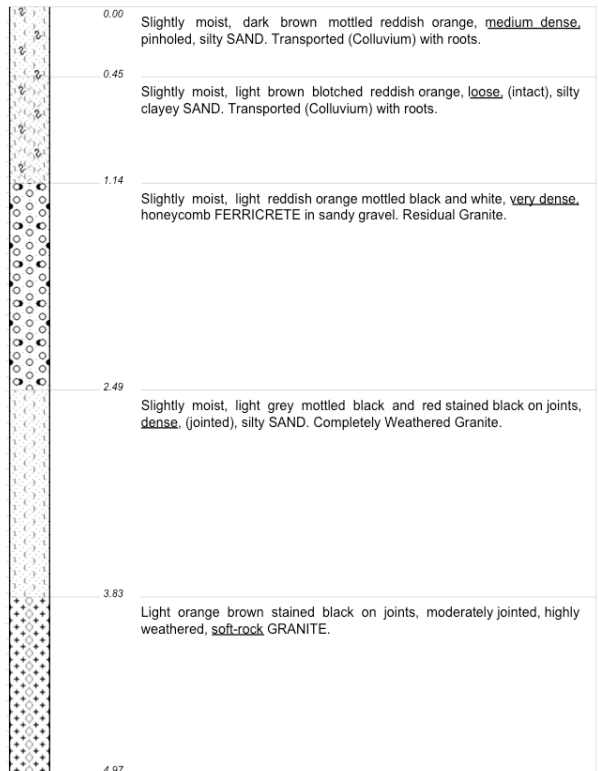 0.00
Slightly moist, dark brown mottled reddish orange, medium dense,
pinholed, silty SAND. Transported (Colluvium) with roots.
0.45
Slightly moist, light brown blotched reddish orange, loose, (intact), silty
clayey SAND. Transported (Colluvium) with roots.
1.14
Slightly moist, light reddish orange mottled black and white, very dense,
honeycomb FERRICRETE in sandy gravel. Residual Granite.
2.49
Slightly moist, light grey mottled black and red stained black on joints,
dense, (jointed), silty SAND. Completely Weathered Granite.
3.83
Light orange brown stained black on joints, moderately jointed, highly
weathered, soft-rock GRANITE.
4.97